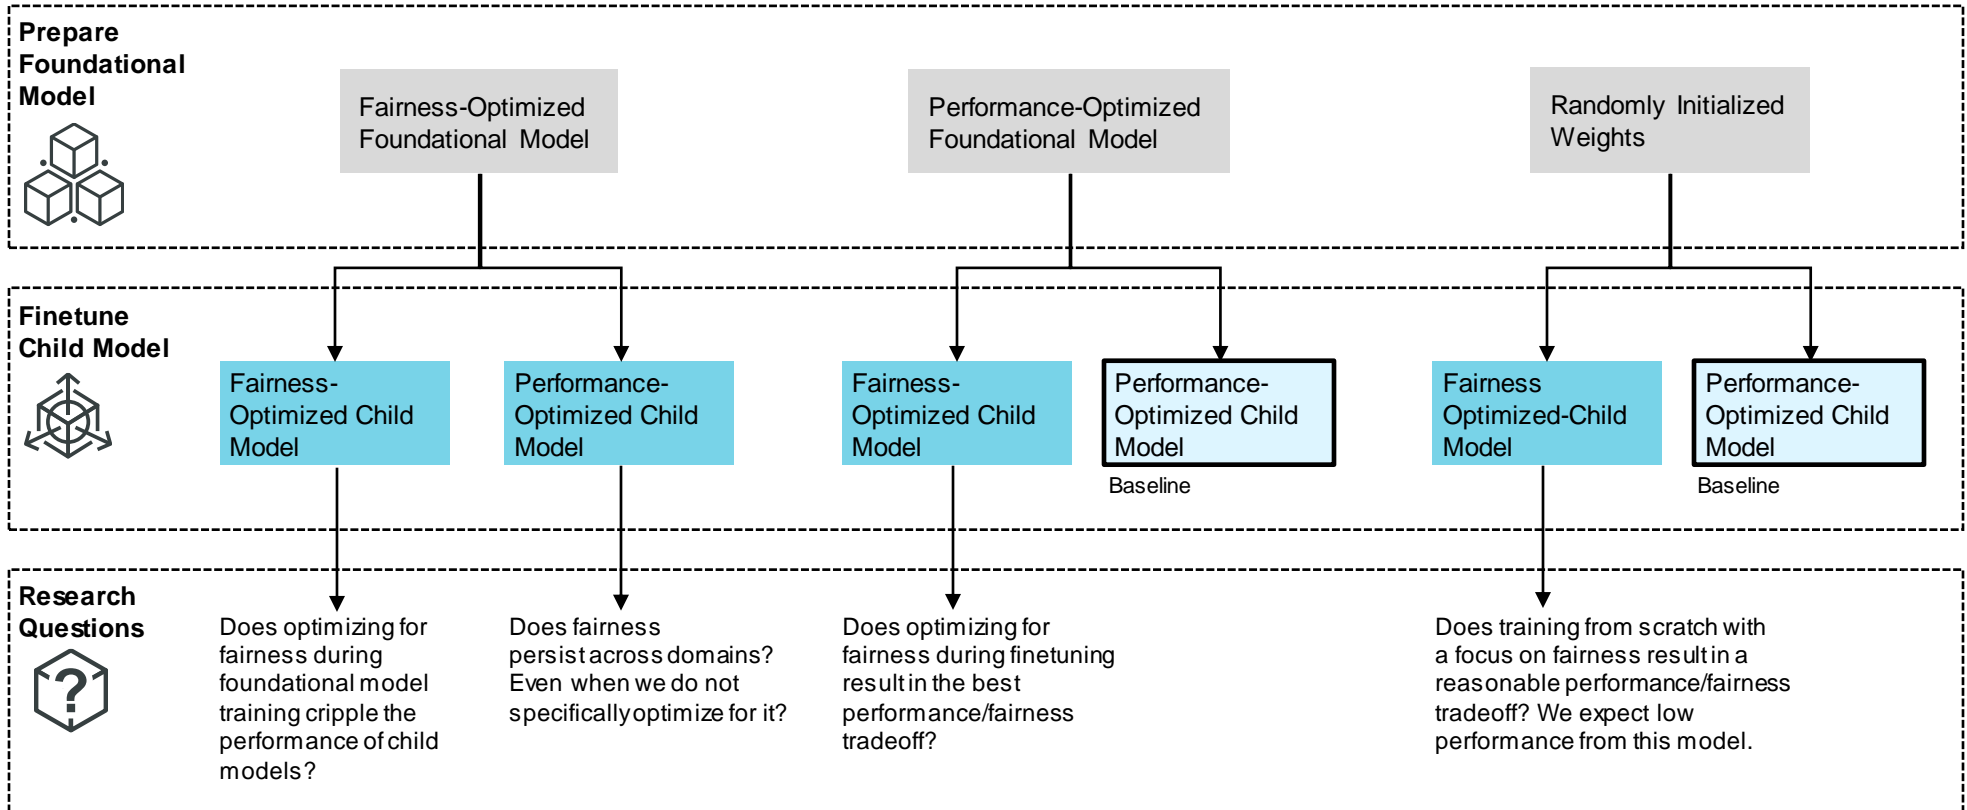 Prepare
Foundational
Model
Fairness-Optimized
Foundational Model
Performance-Optimized
Foundational Model
Randomly Initialized
Weights
Finetune
Child Model
Fairness-
Optimized Child
Model
Performance-
Optimized Child
Model
Fairness-
Optimized Child
Model
Performance-
Optimized Child
Model
Baseline
Fairness
Optimized-Child
Model
Performance-
Optimized Child
Model
Baseline
Research
Questions
?
Does optimizing for
fairness during
foundational model
training cripple the
performance of child
models?
Does fairness
persist across domains?
Even when we do not
specifically optimize for it?
Does optimizing for
fairness during finetuning
result in the best
performance/fairness
tradeoff?
Does training from scratch with
a focus on fairness result in a
reasonable performance/fairness
tradeoff? We expect low
performance from this model.